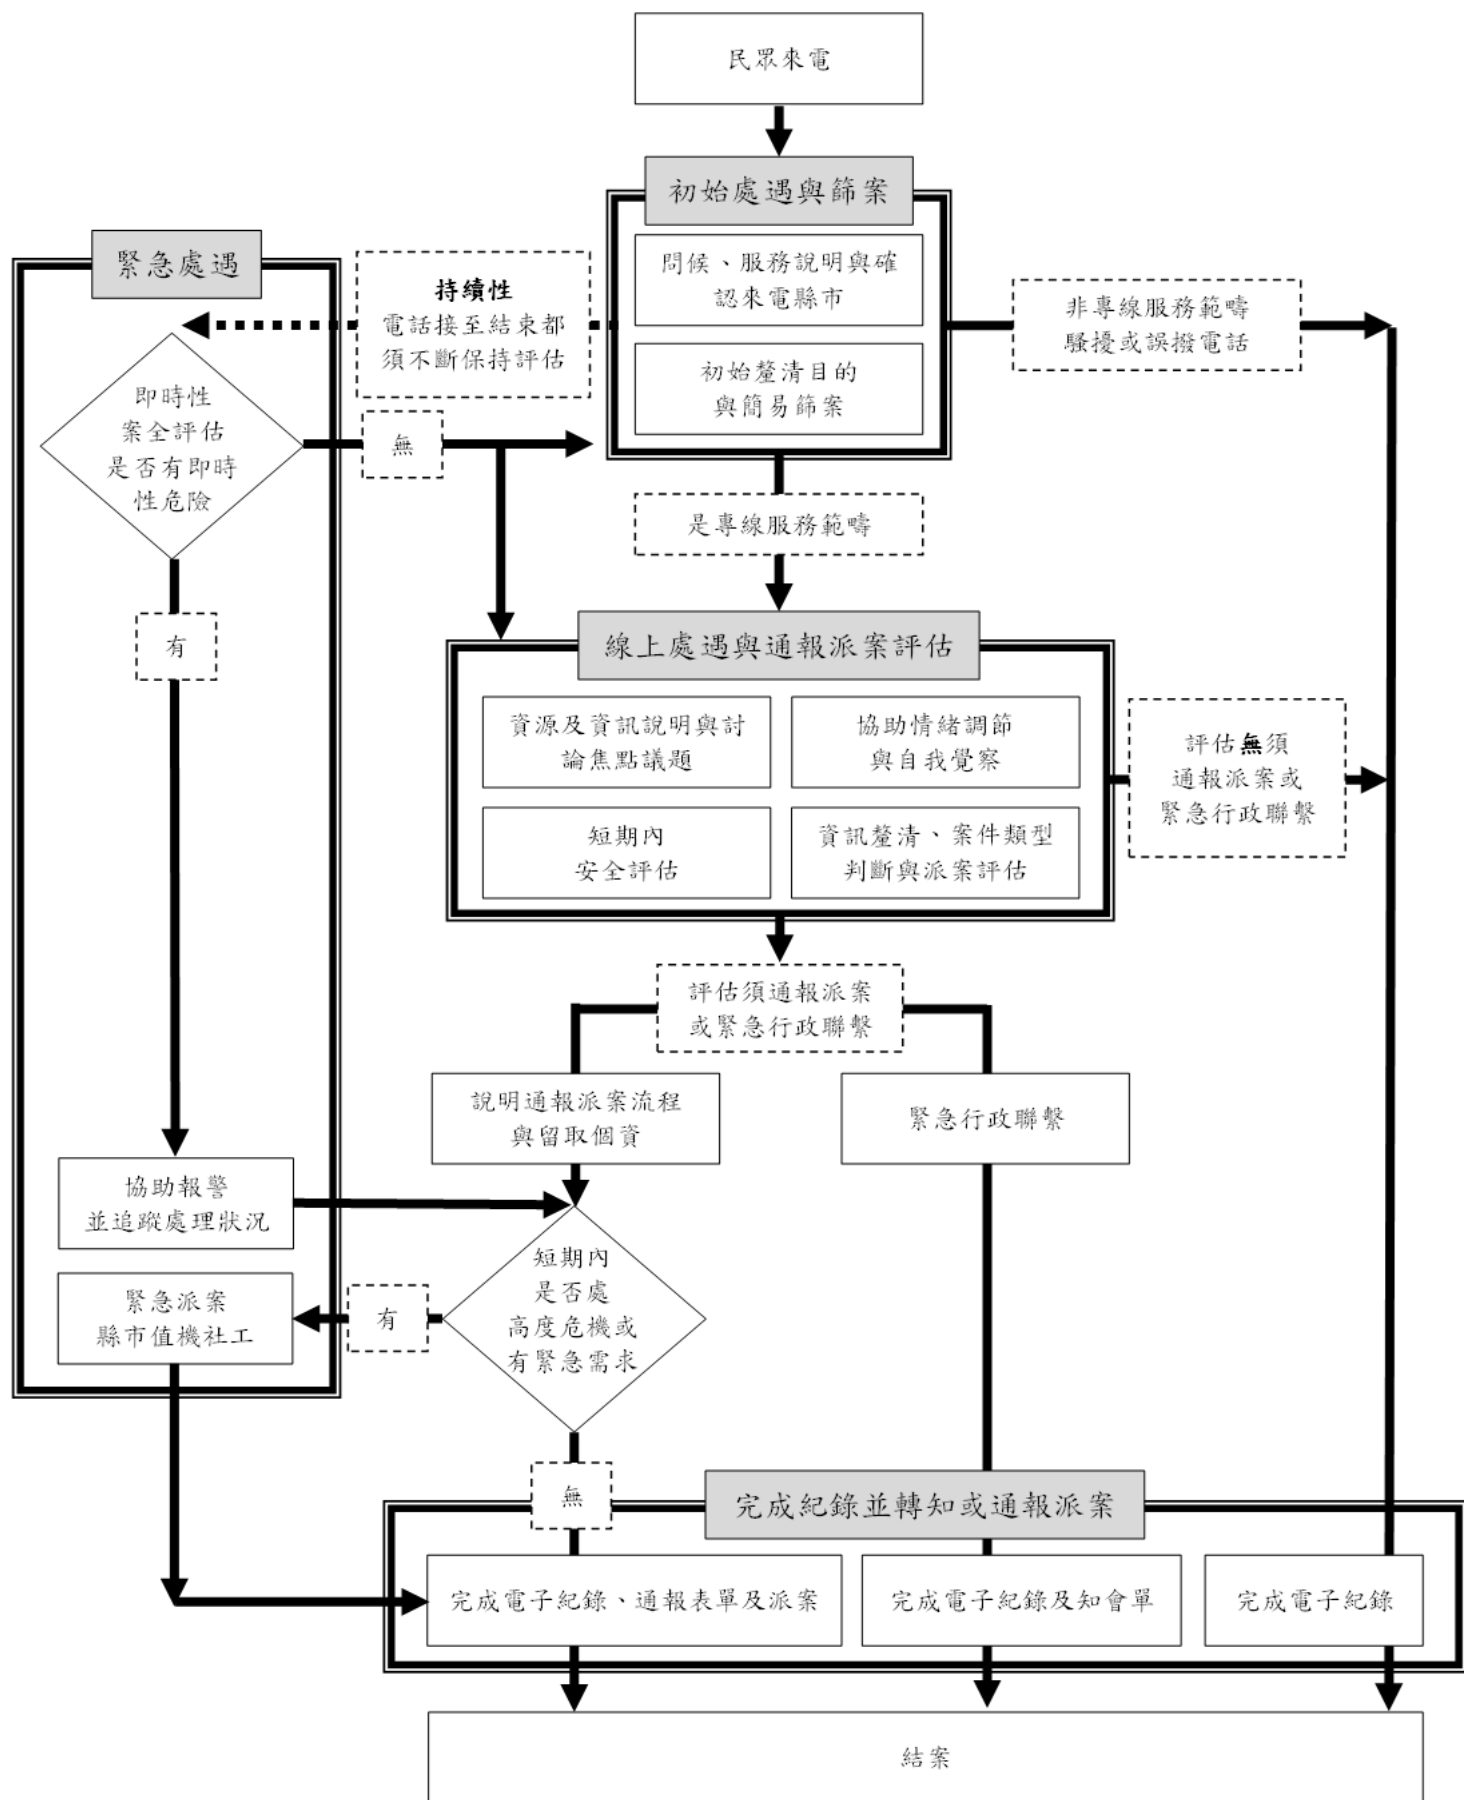 民眾來電
初始處遇與篩案
問候、服務說明與確
認來電縣市
初始釐清目的
與簡易篩案
緊急處遇
持續性
電話接至結束都
須不斷保持評估
非專線服務範疇
騷擾或誤撥電話
即時性
案全評估
是否有即時
性危險
無
是專線服務範疇
有
線上處遇與通報派案評估
資源及資訊說明與討
論焦點議題
協助情緒調節
與自我覺察
短期內
安全評估
資訊釐清、案件類型
判斷與派案評估
評估無須
通報派案或
緊急行政聯繫
評估須通報派案
或緊急行政聯繫
說明通報派案流程
與留取個資
緊急行政聯繫
協助報警
並追蹤處理狀況
短期內
是否處
高度危機或
有緊急需求
有
緊急派案
縣市值機社工
無
完成紀錄並轉知或通報派案
完成電子紀錄、通報表單及派案
完成電子紀錄及知會單
完成電子紀錄
結案